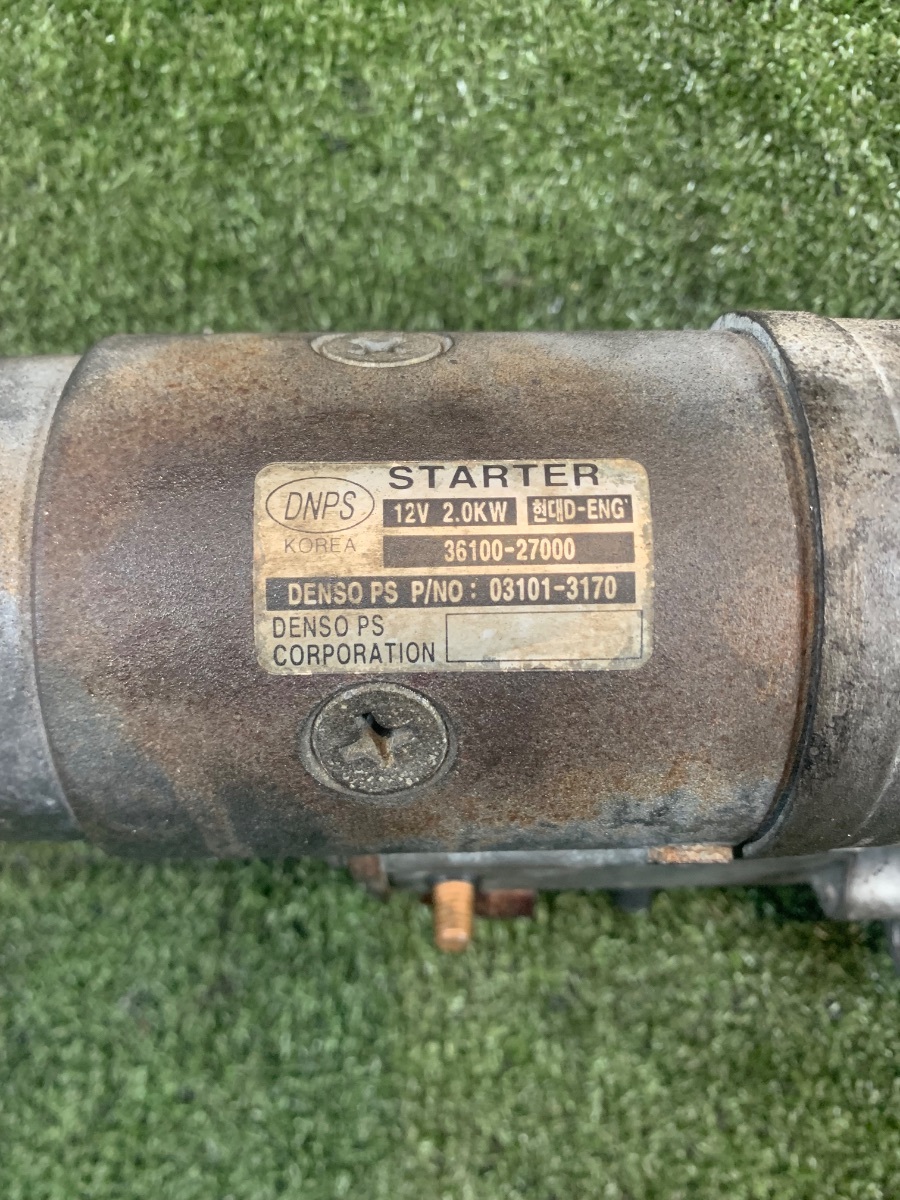 STARTER
DNPS
KOREA
12V 2.0KW 현대D-ENG'
36100-27000
DENSO PS P/NO : 03101-3170
DENSO PS
CORPORATION